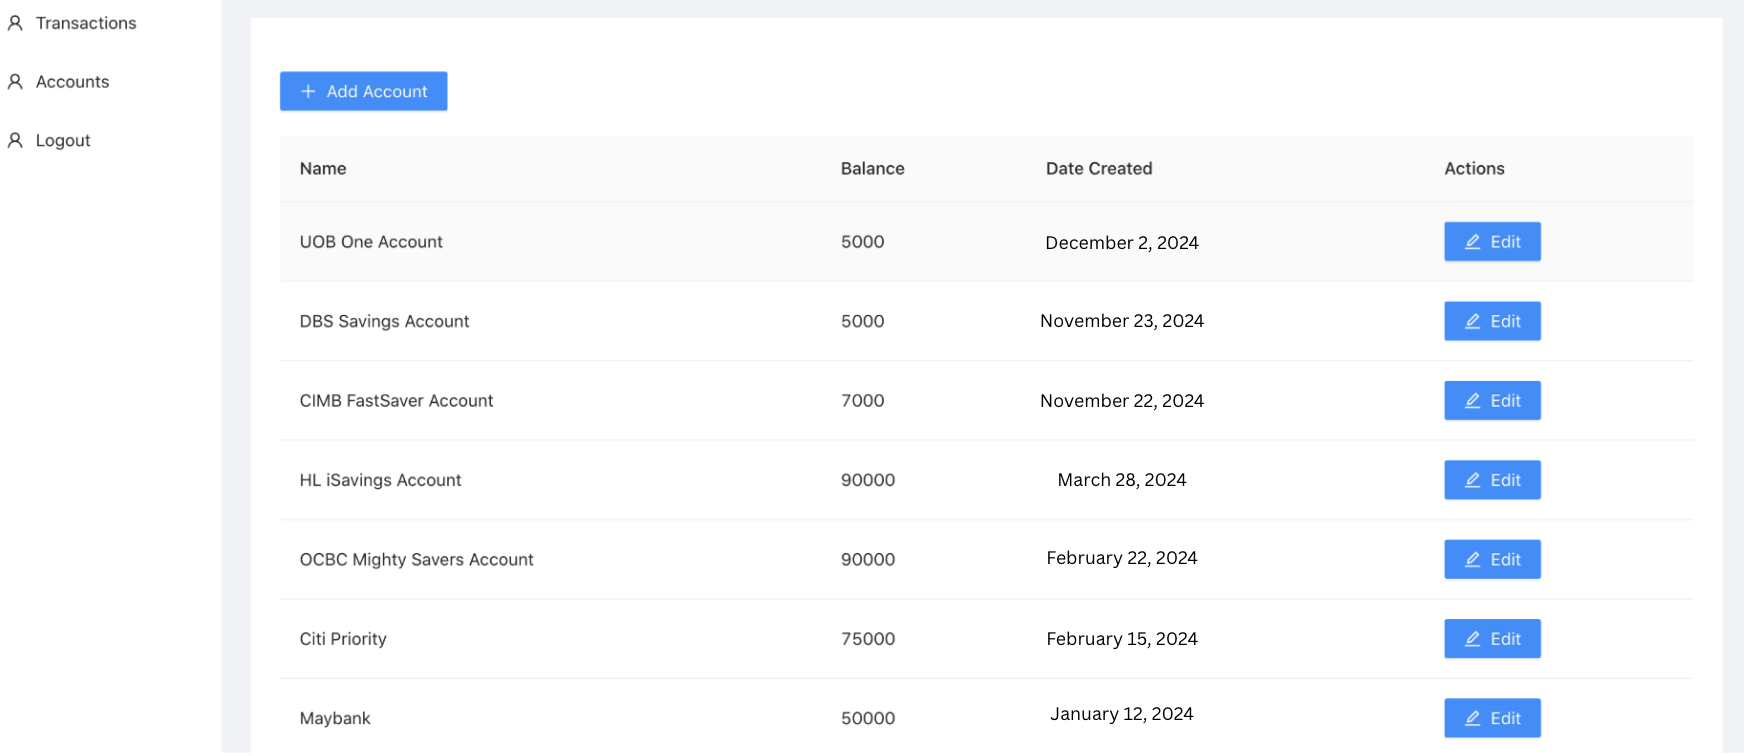 Transactions
Accounts
Logout
+ Add Account
Name Balance Date Created Actions
UOB One Account 5000 December 2, 2024 Edit
DBS Savings Account 5000 November 23, 2024 Edit
CIMB FastSaver Account 7000 November 22, 2024 Edit
HL iSavings Account 90000 March 28, 2024 Edit
OCBC Mighty Savers Account 90000 February 22, 2024 Edit
Citi Priority 75000 February 15, 2024 Edit
Maybank 50000 January 12, 2024 Edit